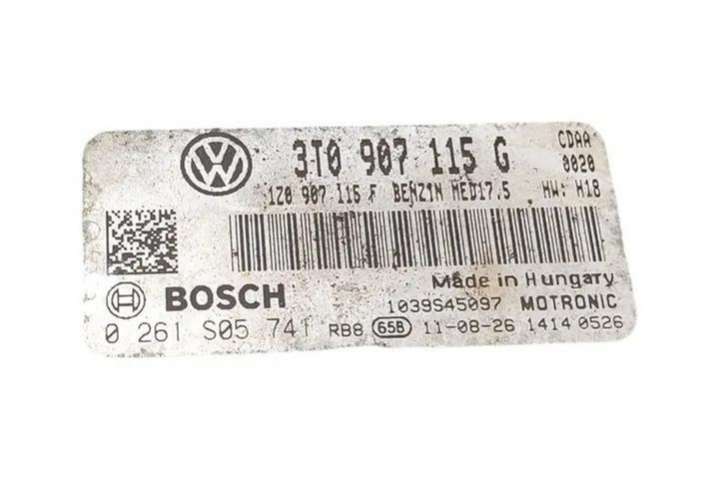 3T0 907 115 G
CDAA
0020
1Z0 907 115 F BENZIN MED17.5 HW: H18
Made in Hungary
BOSCH
1039S45097 MOTRONIC
0 261 S05 741 RB8 65B 11-08-26 1414 0526